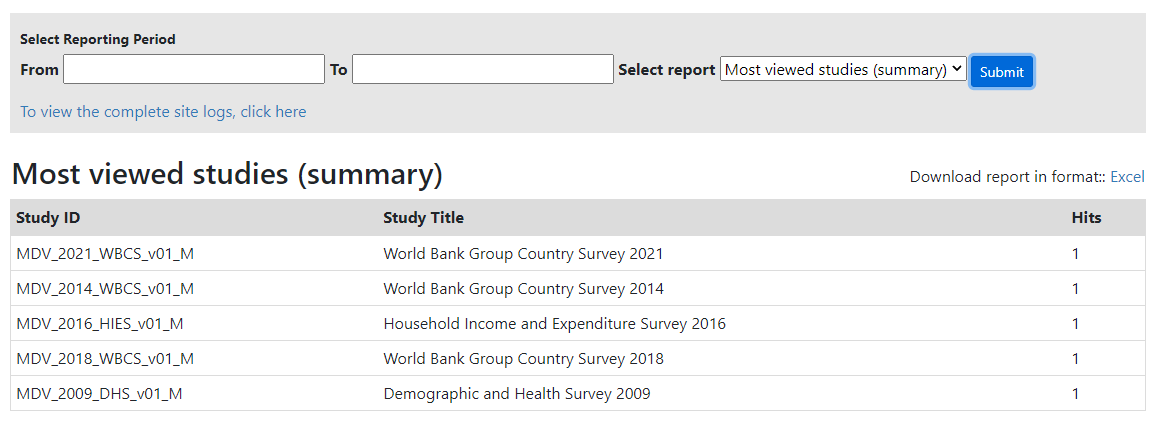 Select Reporting Period
From To Select report Most viewed studies (summary) Submit
To view the complete site logs, click here
Most viewed studies (summary) Download report in format:: Excel
Study ID Study Title Hits
MDV_2021_WBCS_v01_M World Bank Group Country Survey 2021 1
MDV_2014_WBCS_v01_M World Bank Group Country Survey 2014 1
MDV_2016_HIES_v01_M Household Income and Expenditure Survey 2016 1
MDV_2018_WBCS_v01_M World Bank Group Country Survey 2018 1
MDV_2009_DHS_v01_M Demographic and Health Survey 2009 1